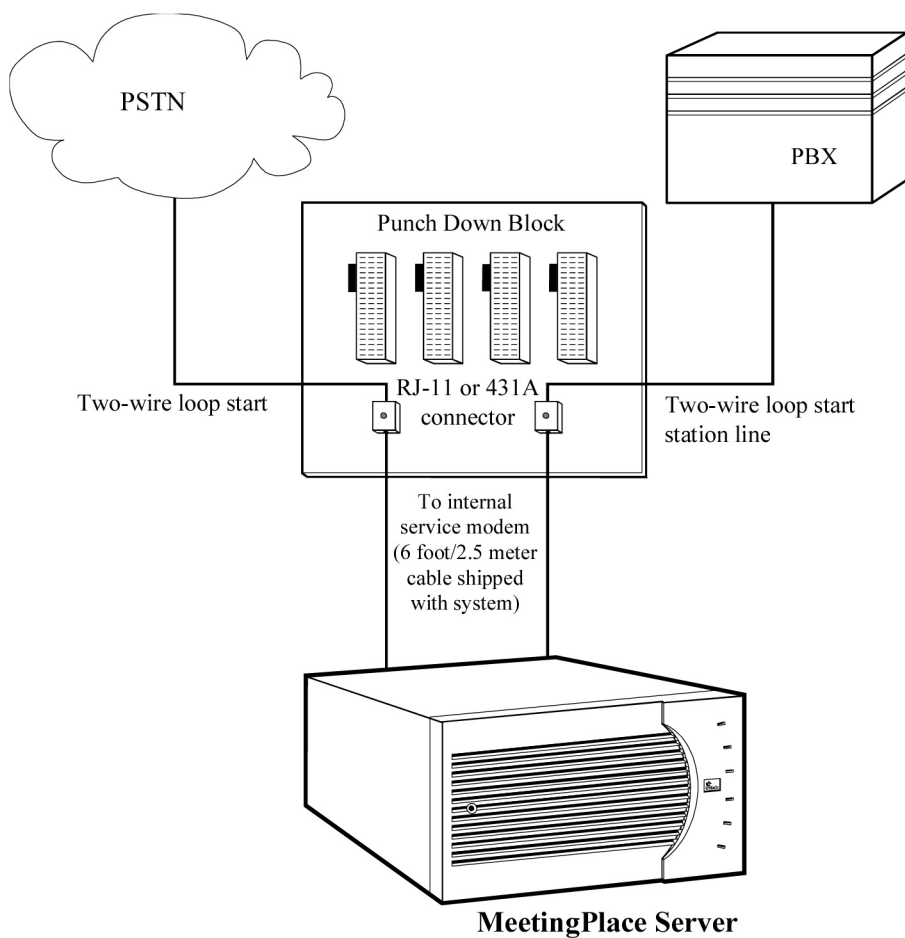 PSTN
PBX
Punch Down Block
RJ-11 or 431A
connector
Two-wire loop start
Two-wire loop start
station line
To internal
service modem
(6 foot/2.5 meter
cable shipped
with system)
MeetingPlace Server